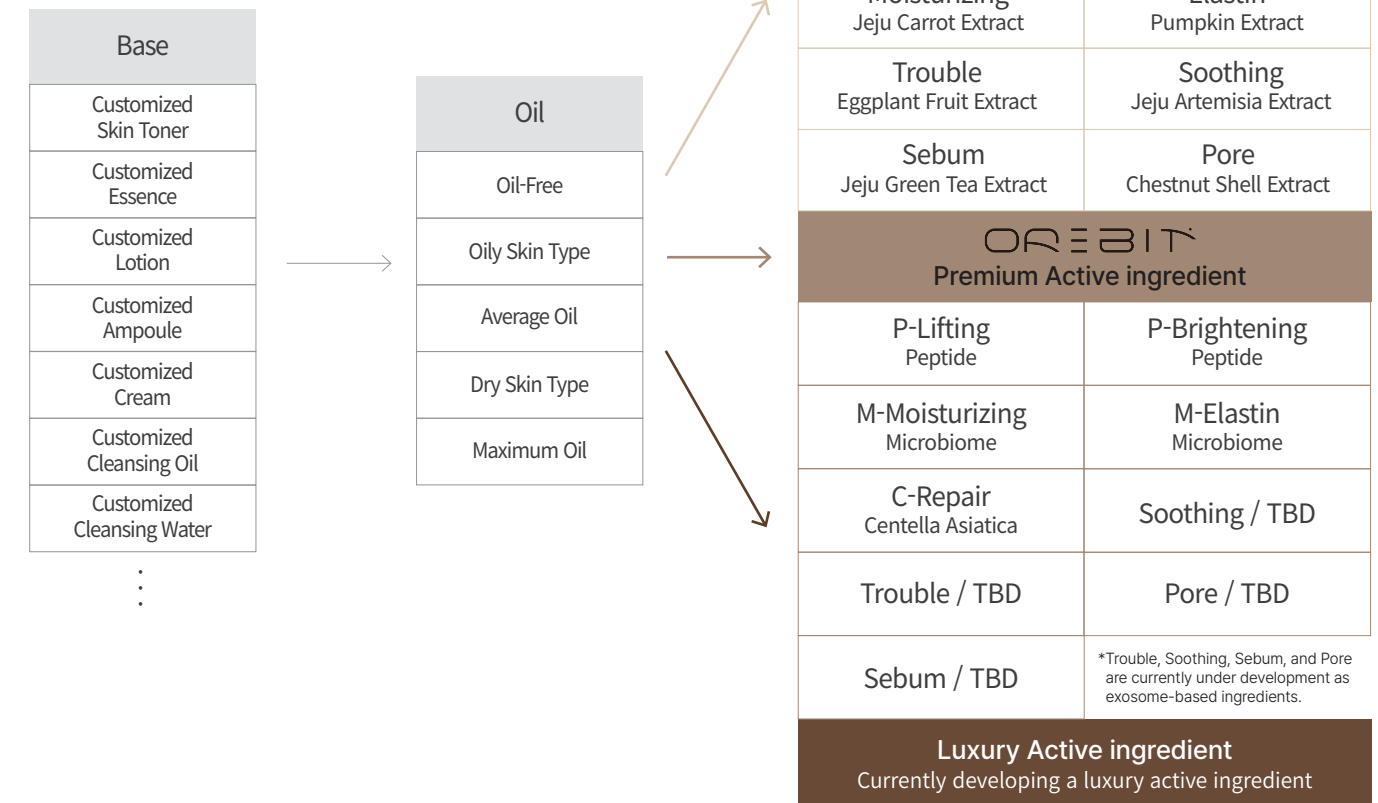 Base
Customized
Skin Toner
Customized
Essence
Customized
Lotion
Customized
Ampoule
Customized
Cream
Customized
Cleansing Oil
Customized
Cleansing Water
Oil
Oil-Free
Oily Skin Type
Average Oil
Dry Skin Type
Maximum Oil
Moisturizing
Jeju Carrot Extract
Elastin
Pumpkin Extract
Trouble
Eggplant Fruit Extract
Soothing
Jeju Artemisia Extract
Sebum
Jeju Green Tea Extract
Pore
Chestnut Shell Extract
OREBIT
Premium Active ingredient
P-Lifting
Peptide
P-Brightening
Peptide
M-Moisturizing
Microbiome
M-Elastin
Microbiome
C-Repair
Centella Asiatica
Soothing / TBD
Trouble / TBD
Pore / TBD
Sebum / TBD
*Trouble, Soothing, Sebum, and Pore
are currently under development as
exosome-based ingredients.
Luxury Active ingredient
Currently developing a luxury active ingredient